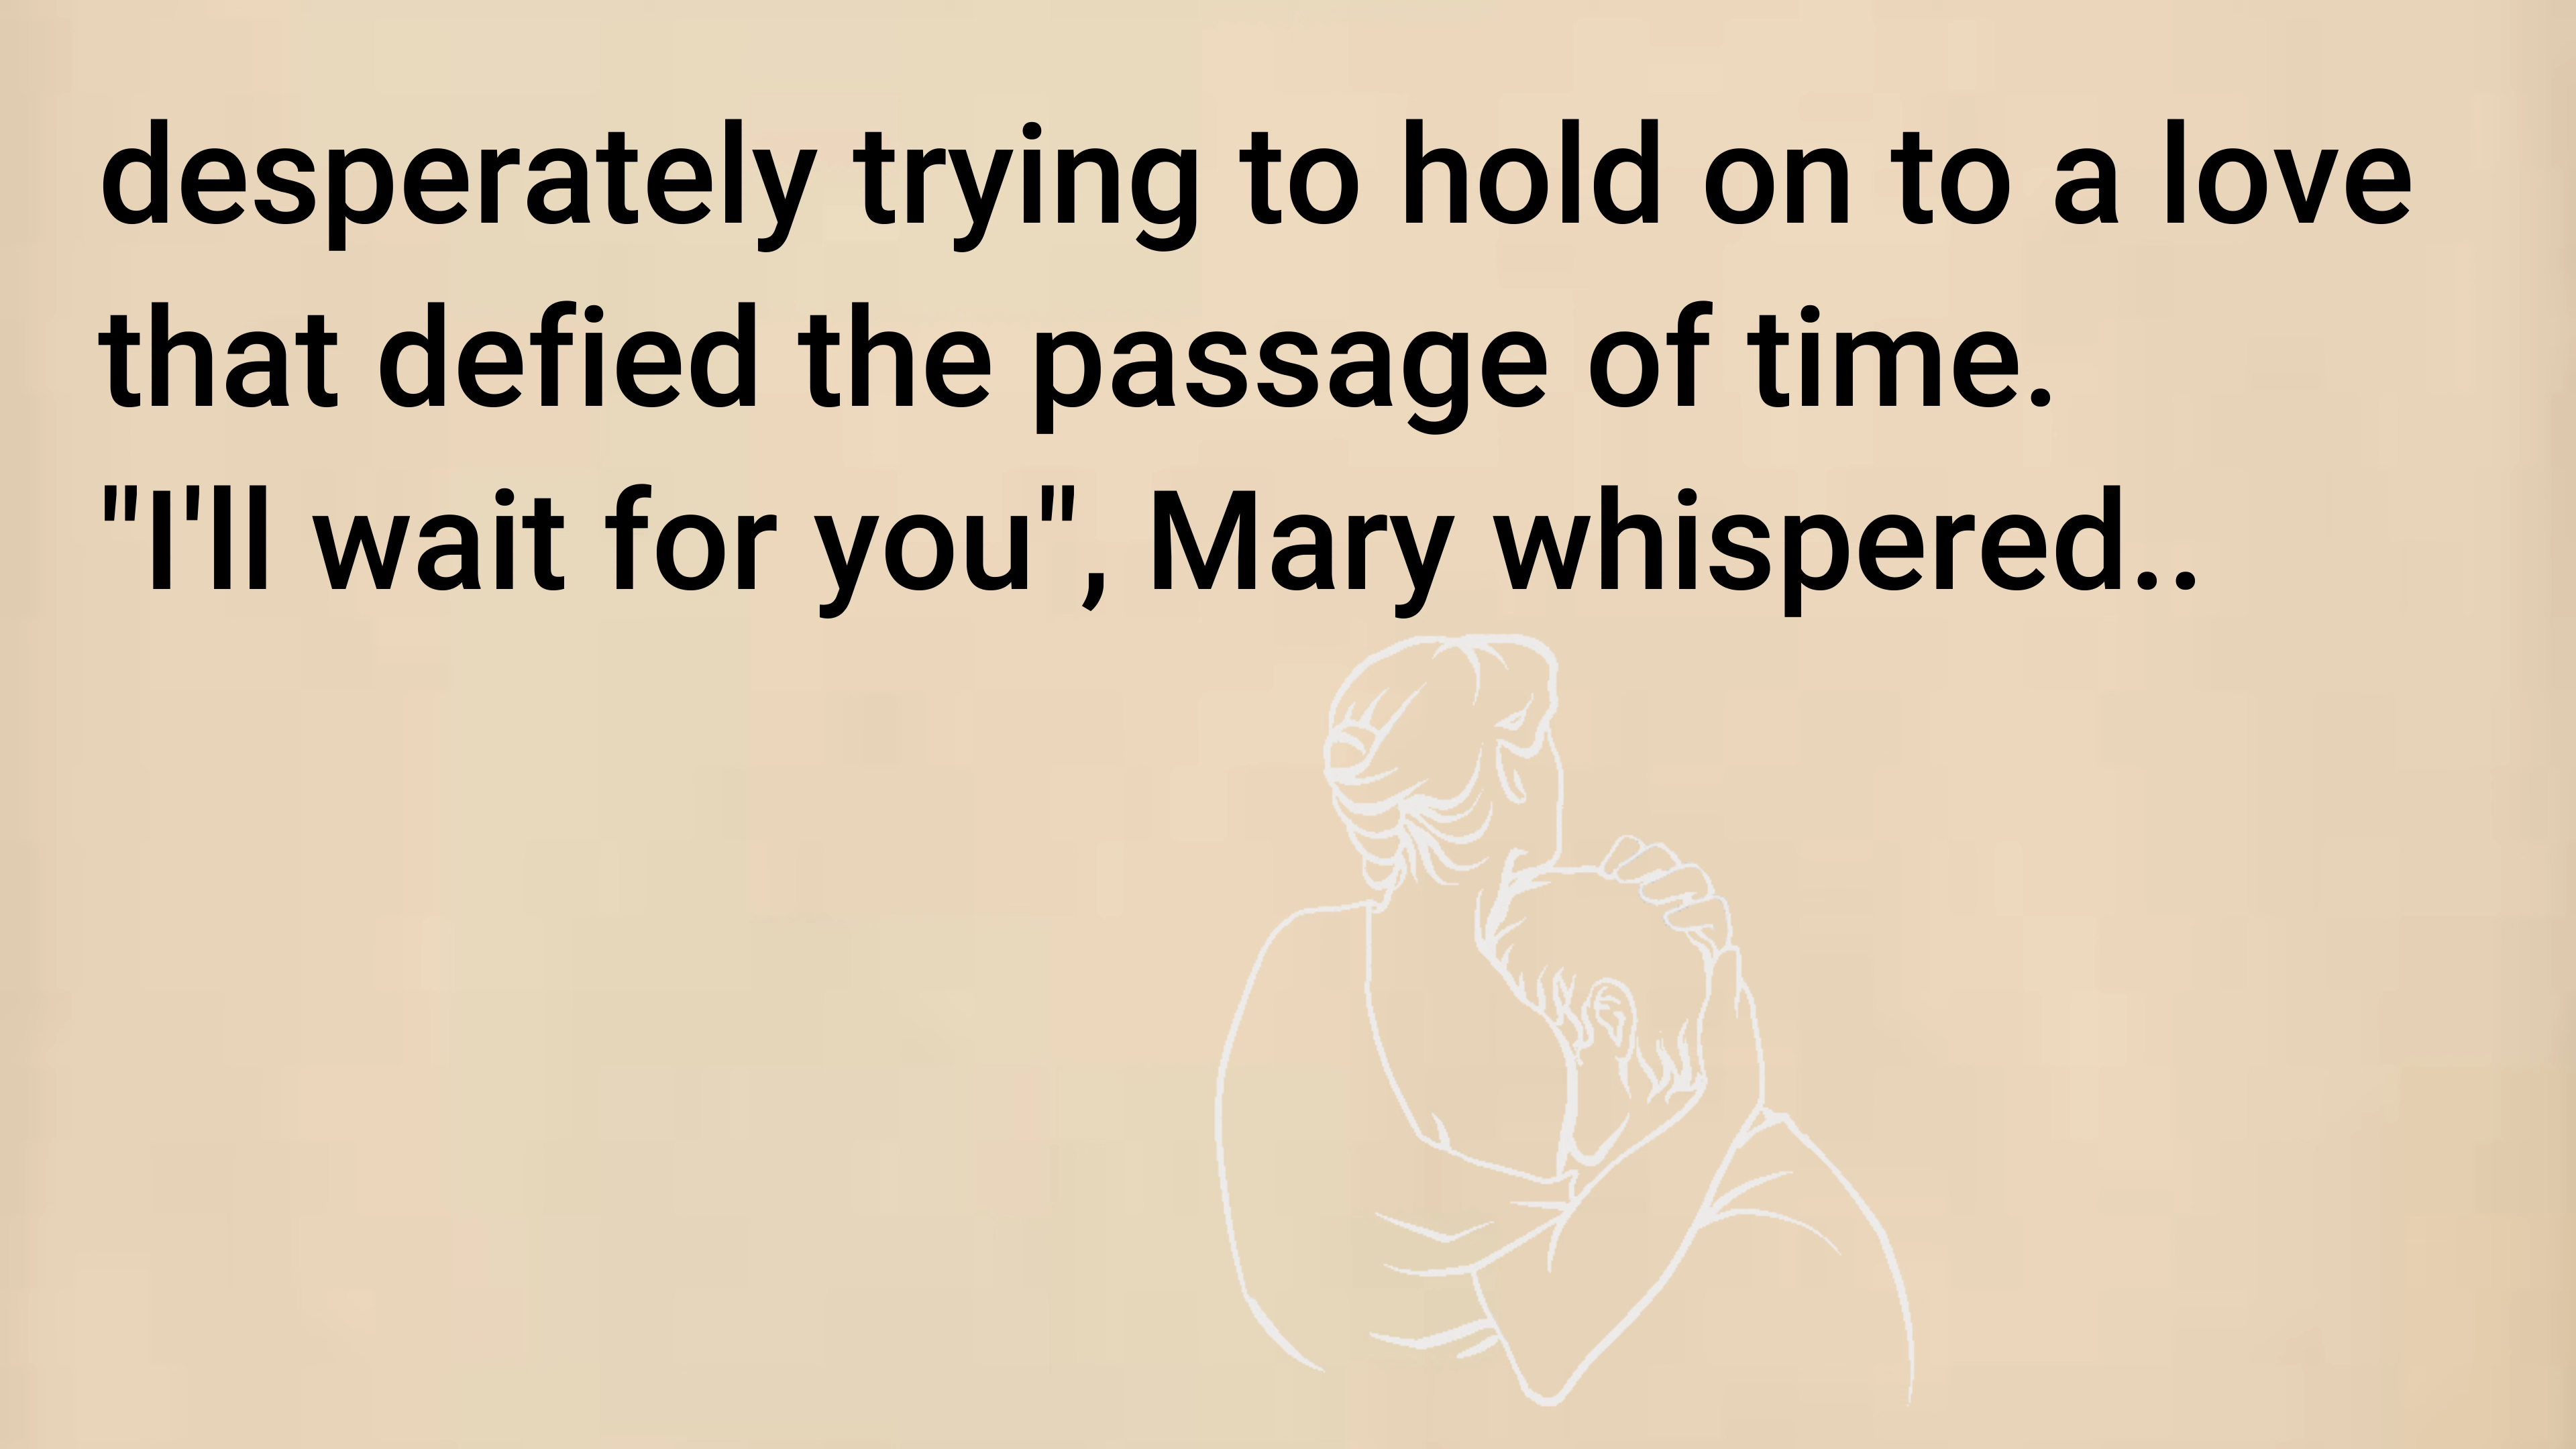 desperately trying to hold on to a love
that defied the passage of time.
"I'll wait for you", Mary whispered..